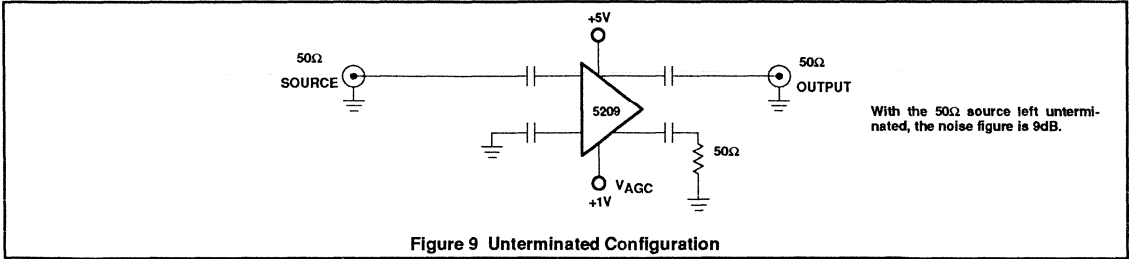 +5V
50Ω
SOURCE
50Ω
OUTPUT
5209
With the 50Ω source left untermi-
nated, the noise figure is 9dB.
50Ω
VAGC
+1V
Figure 9 Unterminated Configuration